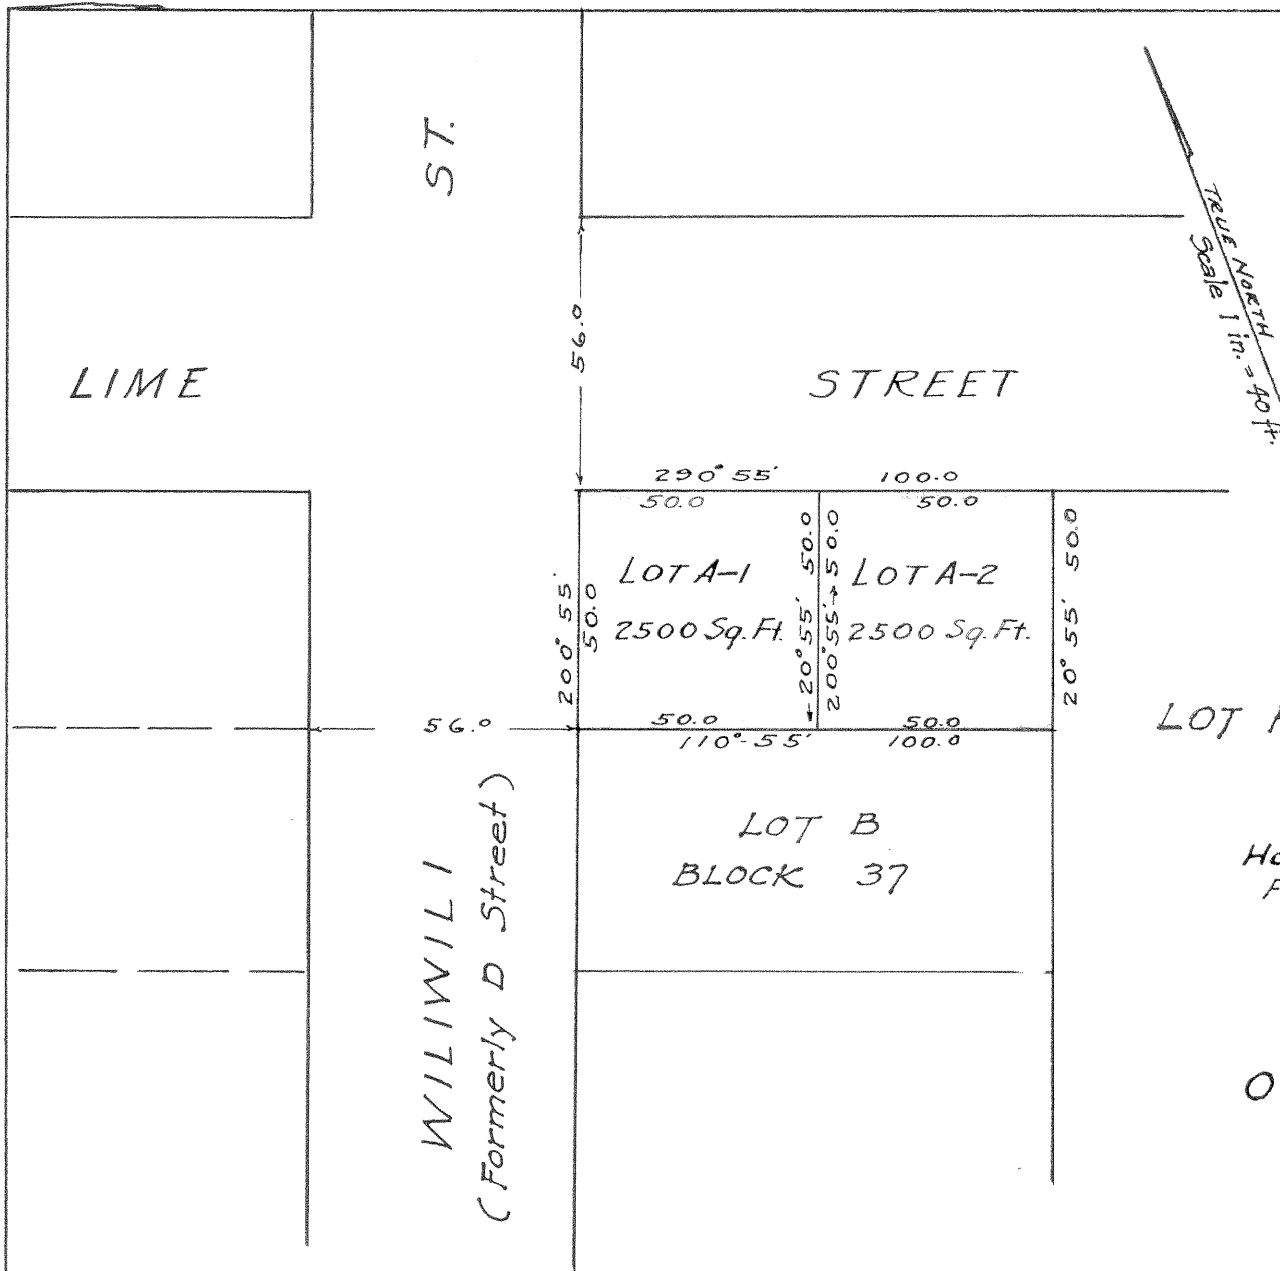 ST.
TRUE NORTH
Scale 1 in. = 40 ft.
56.0
LIME STREET
290° 55' 100.0
50.0 50.0
200° 55'
50.0
LOT A-1
2500 Sq. Ft.
20° 55' 50.0
200° 55' 50.0
LOT A-2
2500 Sq. Ft.
20° 55' 50.0
56.0
50.0 50.0
110°-55' 100.0
LOT
LOT B
BLOCK 37
WILIWILI
(Formerly D Street)
O